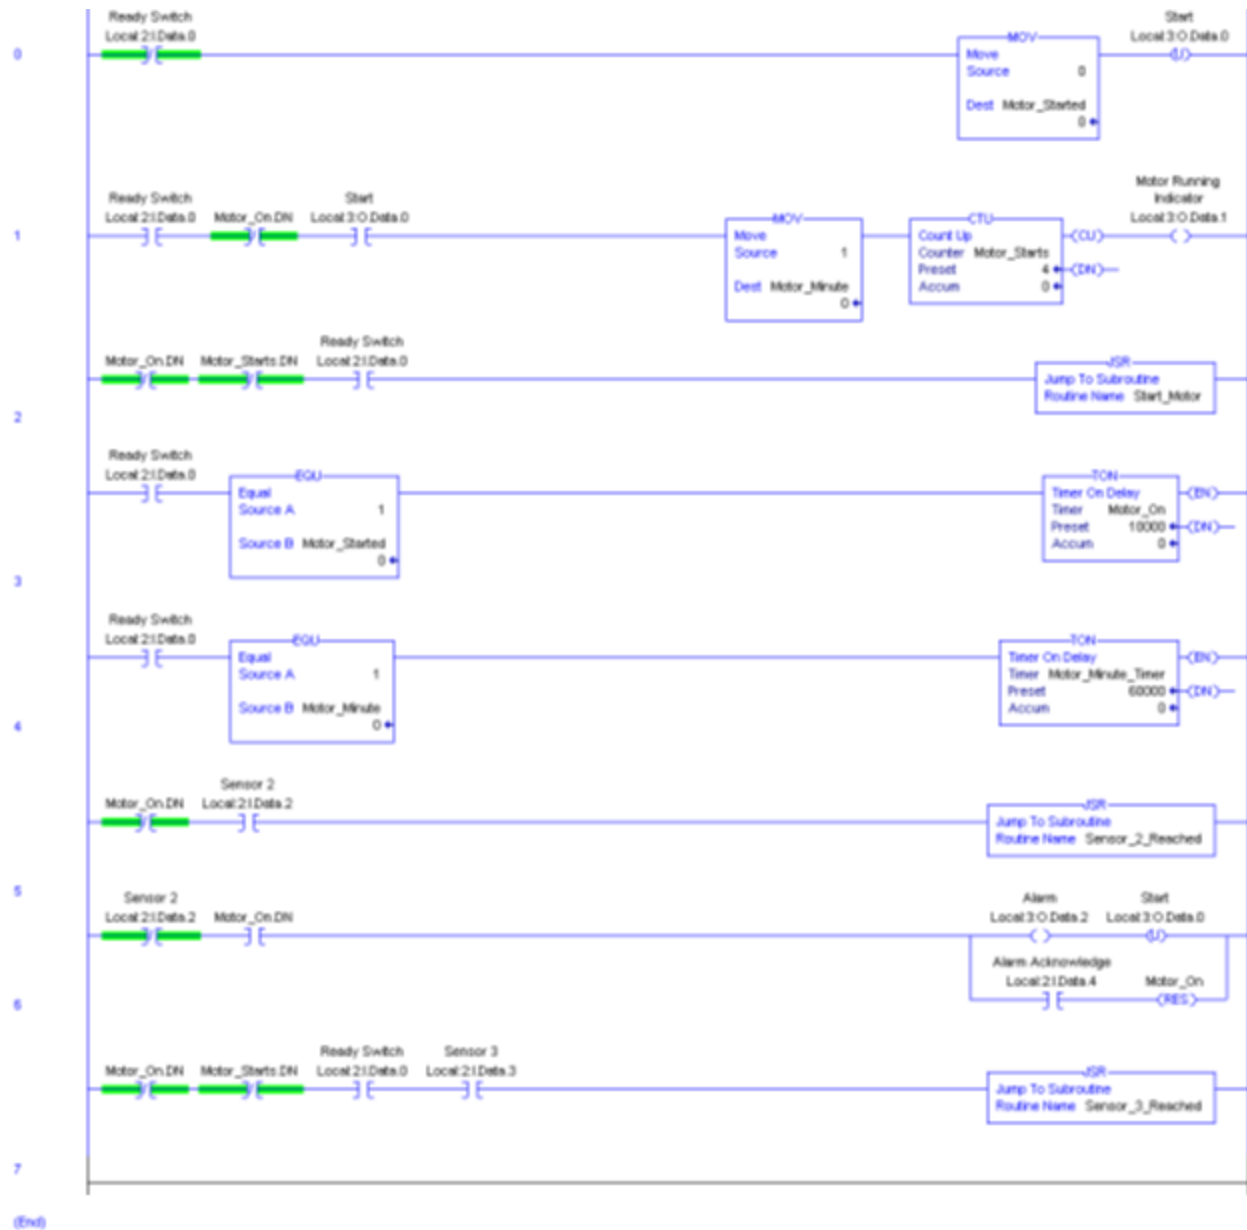 Ready Switch
Local:2:I.Data.0
Start
Local:3:O.Data.0
0
MOV
Move
Source 0
Dest Motor_Started
0
U
Ready Switch
Local:2:I.Data.0
Motor_On.DN
Start
Local:3:O.Data.0
Motor Running
Indicator
Local:3:O.Data.1
1
MOV
Move
Source 1
Dest Motor_Minute
0
CTU
Count Up
Counter Motor_Starts
Preset 4
Accum 0
CU
DN
Motor_On.DN
Motor_Starts.DN
Ready Switch
Local:2:I.Data.0
JSR
Jump To Subroutine
Routine Name Start_Motor
2
Ready Switch
Local:2:I.Data.0
EQU
Equal
Source A 1
Source B Motor_Started
0
TON
Timer On Delay
Timer Motor_On
Preset 10000
Accum 0
EN
DN
3
Ready Switch
Local:2:I.Data.0
EQU
Equal
Source A 1
Source B Motor_Minute
0
TON
Timer On Delay
Timer Motor_Minute_Timer
Preset 60000
Accum 0
EN
DN
4
Motor_On.DN
Sensor 2
Local:2:I.Data.2
JSR
Jump To Subroutine
Routine Name Sensor_2_Reached
5
Sensor 2
Local:2:I.Data.2
Motor_On.DN
Alarm
Local:3:O.Data.2
Start
Local:3:O.Data.0
U
Alarm Acknowledge
Local:2:I.Data.4
Motor_On
RES
6
Motor_On.DN
Motor_Starts.DN
Ready Switch
Local:2:I.Data.0
Sensor 3
Local:2:I.Data.3
JSR
Jump To Subroutine
Routine Name Sensor_3_Reached
7
(End)